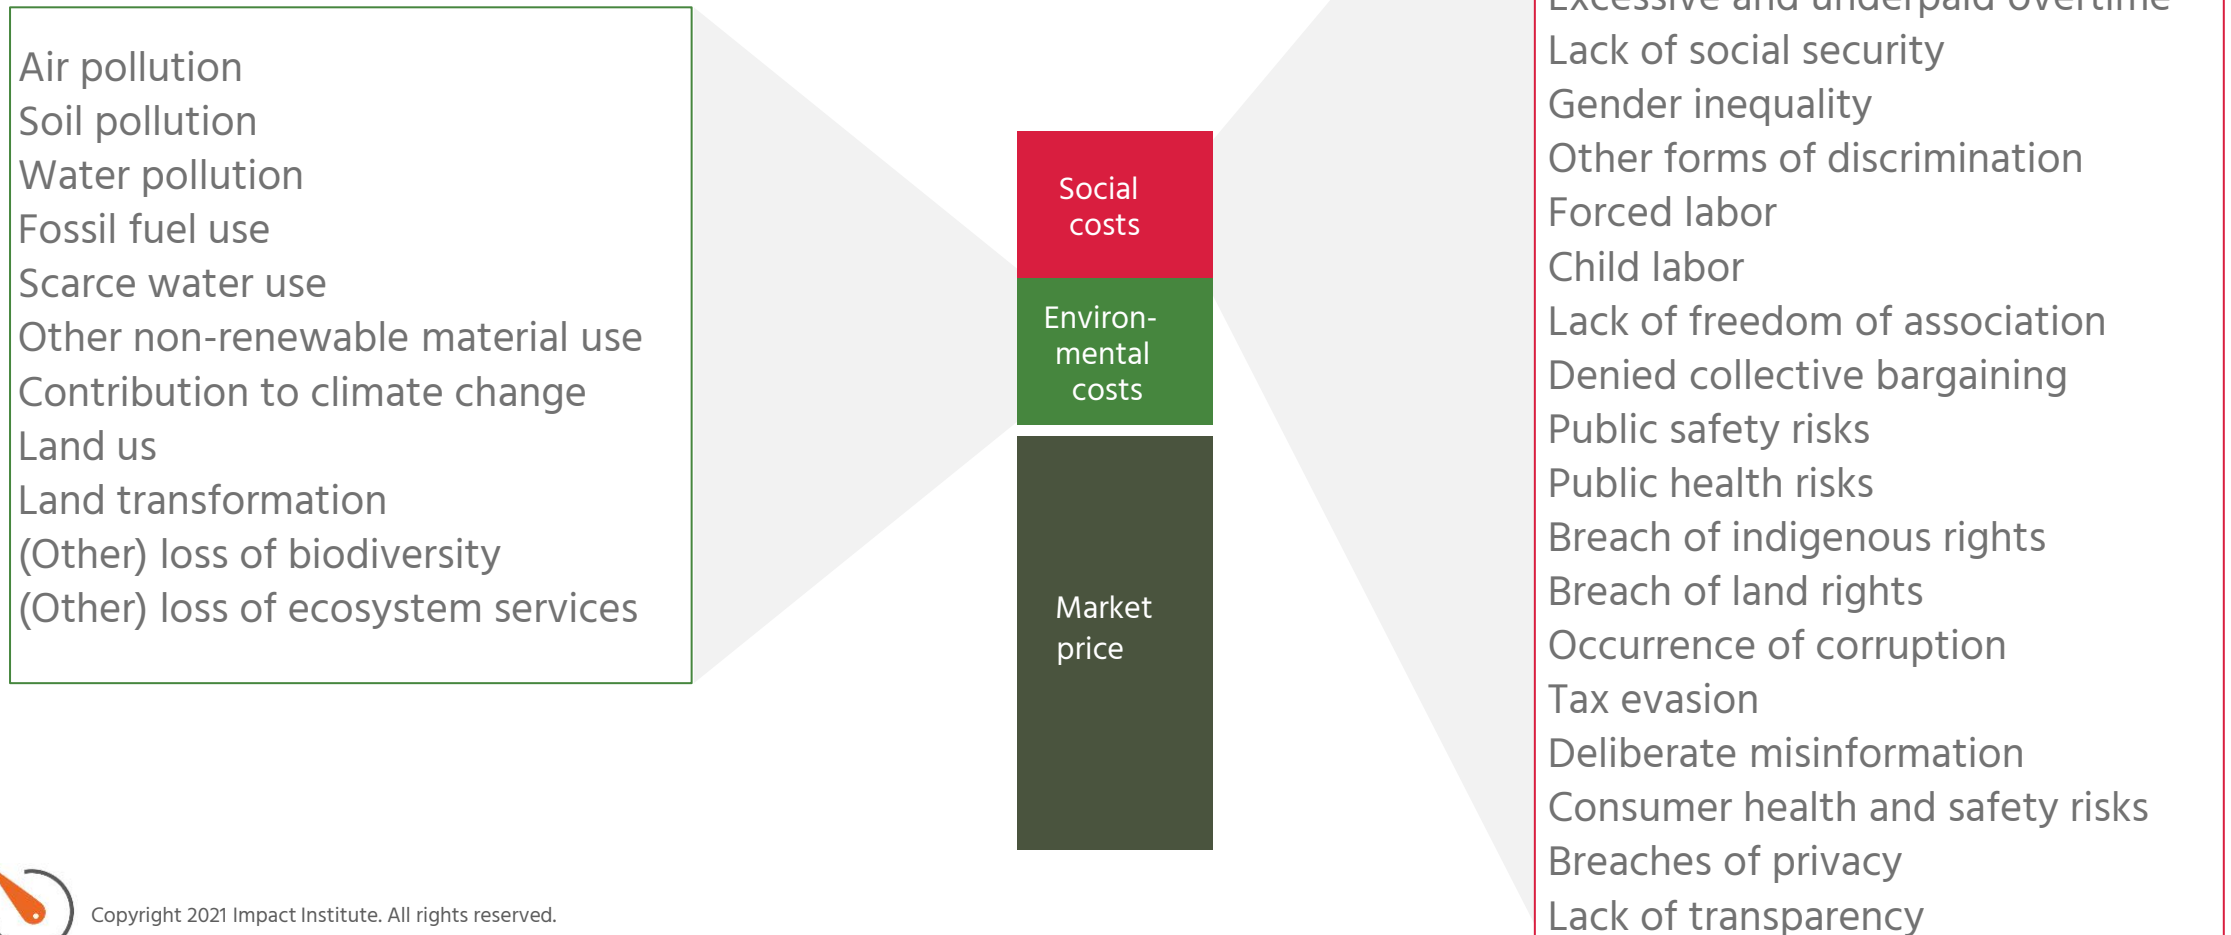 Air pollution
Soil pollution
Water pollution
Fossil fuel use
Scarce water use
Other non-renewable material use
Contribution to climate change
Land us
Land transformation
(Other) loss of biodiversity
(Other) loss of ecosystem services
Social
costs
Environ-
mental
costs
Market
price
Excessive and underpaid overtime
Lack of social security
Gender inequality
Other forms of discrimination
Forced labor
Child labor
Lack of freedom of association
Denied collective bargaining
Public safety risks
Public health risks
Breach of indigenous rights
Breach of land rights
Occurrence of corruption
Tax evasion
Deliberate misinformation
Consumer health and safety risks
Breaches of privacy
Lack of transparency
Copyright 2021 Impact Institute. All rights reserved.